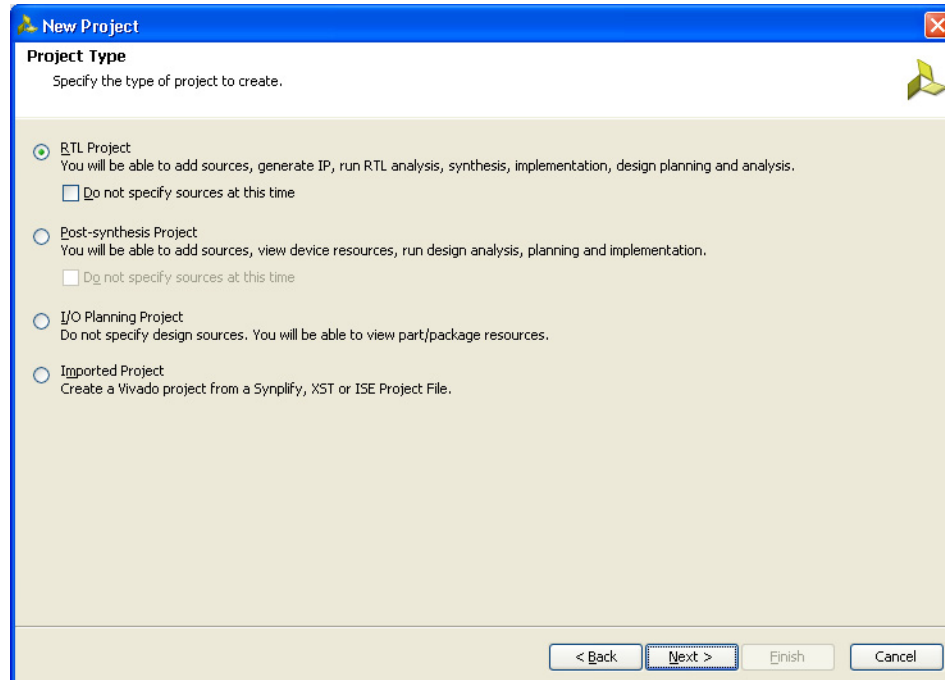 New Project
Project Type
Specify the type of project to create.
RTL Project
You will be able to add sources, generate IP, run RTL analysis, synthesis, implementation, design planning and analysis.
Do not specify sources at this time
Post-synthesis Project
You will be able to add sources, view device resources, run design analysis, planning and implementation.
Do not specify sources at this time
I/O Planning Project
Do not specify design sources. You will be able to view part/package resources.
Imported Project
Create a Vivado project from a Synplify, XST or ISE Project File.
< Back Next > Finish Cancel